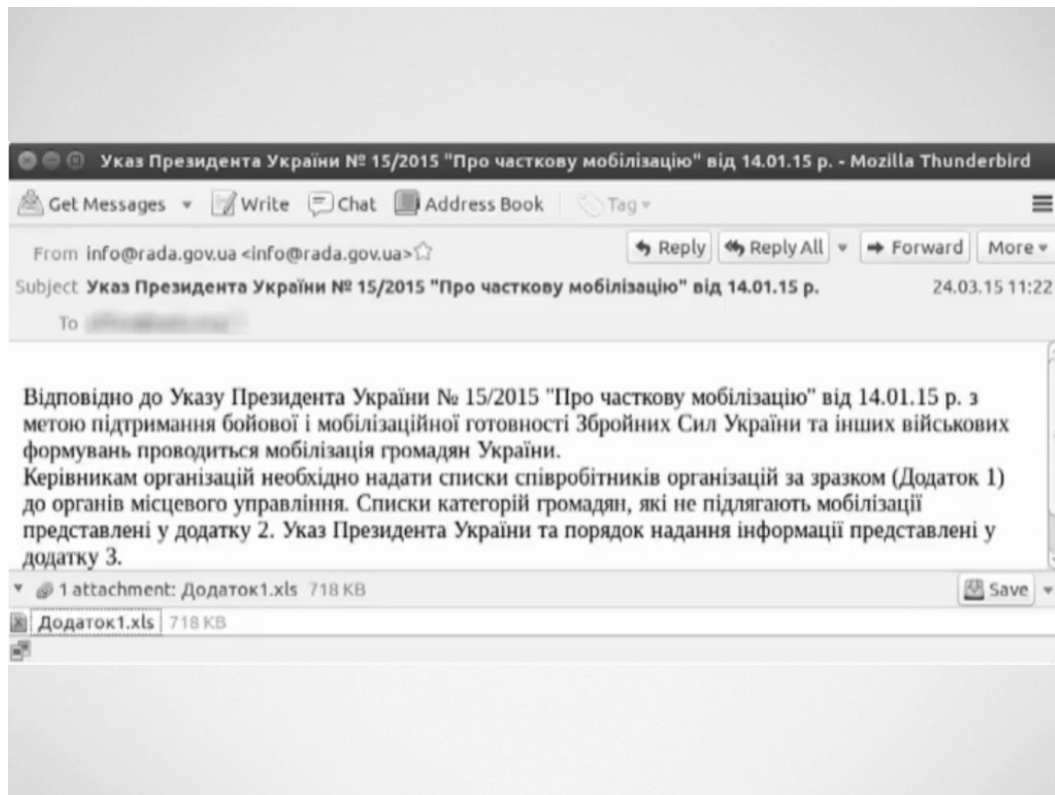 Указ Президента України № 15/2015 "Про часткову мобілізацію" від 14.01.15 р. - Mozilla Thunderbird
Get Messages Write Chat Address Book Tag
From info@rada.gov.ua <info@rada.gov.ua> Reply Reply All Forward More
Subject Указ Президента України № 15/2015 "Про часткову мобілізацію" від 14.01.15 р. 24.03.15 11:22
To
Відповідно до Указу Президента України № 15/2015 "Про часткову мобілізацію" від 14.01.15 р. з
метою підтримання бойової і мобілізаційної готовності Збройних Сил України та інших військових
формувань проводиться мобілізація громадян України.
Керівникам організацій необхідно надати списки співробітників організацій за зразком (Додаток 1)
до органів місцевого управління. Списки категорій громадян, які не підлягають мобілізації
представлені у додатку 2. Указ Президента України та порядок надання інформації представлені у
додатку 3.
1 attachment: Додаток1.xls 718 KB Save
Додаток1.xls 718 KB